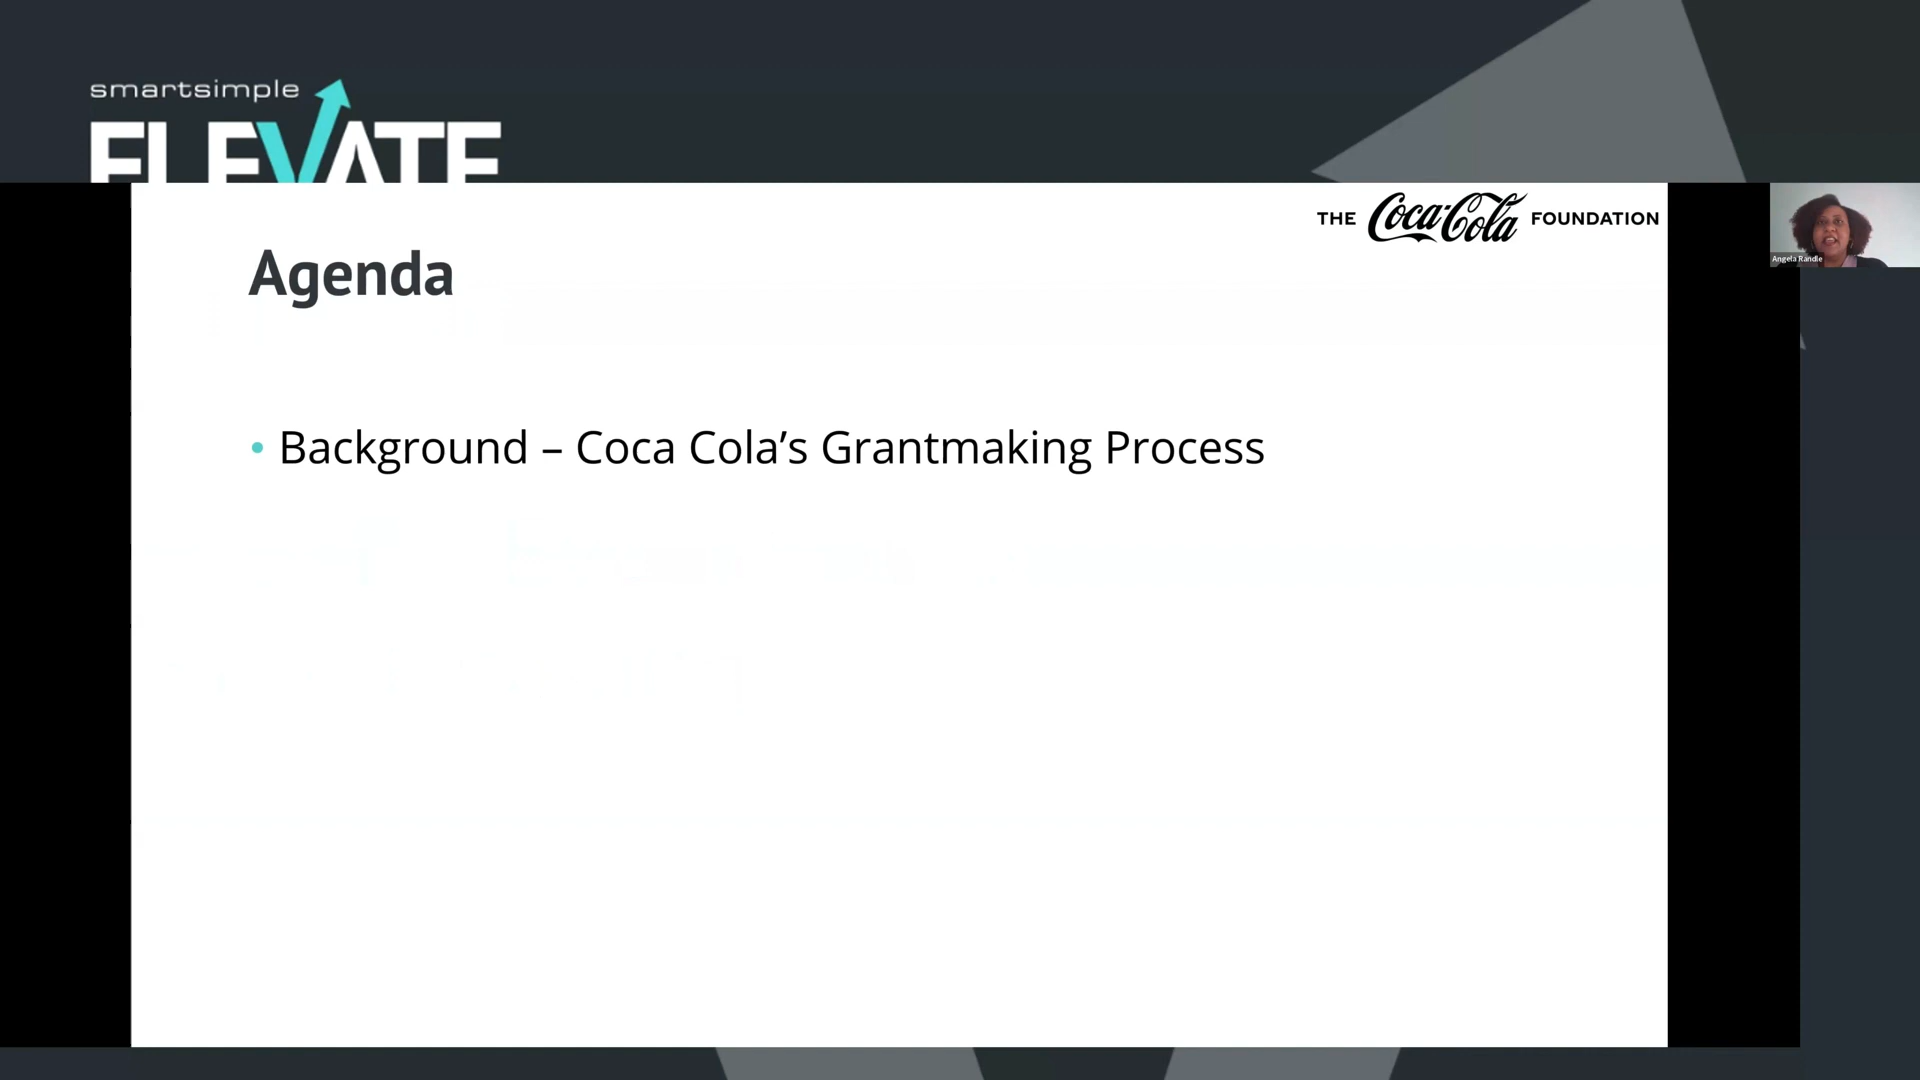 smartsimple
ELEVATE
THE Coca-Cola FOUNDATION
Angela Randle
Agenda
• Background – Coca Cola’s Grantmaking Process